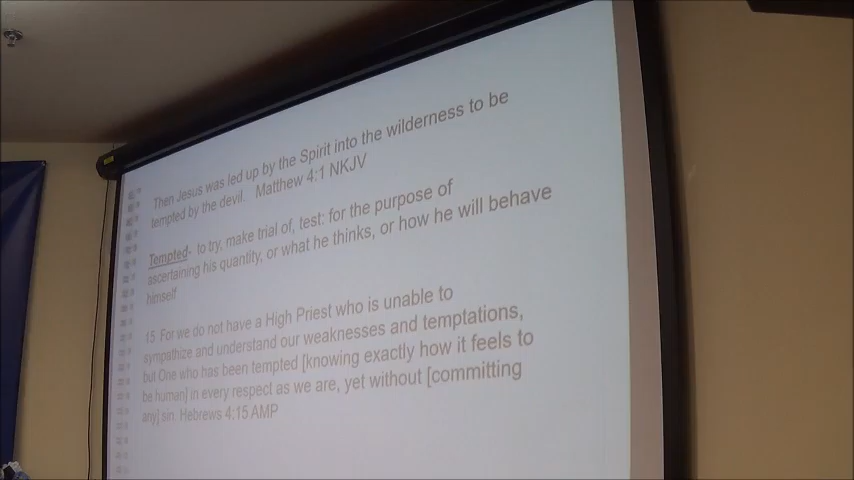 Then Jesus was led up by the Spirit into the wilderness to be
tempted by the devil. Matthew 4:1 NKJV
Tempted- to try, make trial of, test: for the purpose of
ascertaining his quantity, or what he thinks, or how he will behave
himself
15 For we do not have a High Priest who is unable to
sympathize and understand our weaknesses and temptations,
but One who has been tempted [knowing exactly how it feels to
be human] in every respect as we are, yet without [committing
any] sin. Hebrews 4:15 AMP